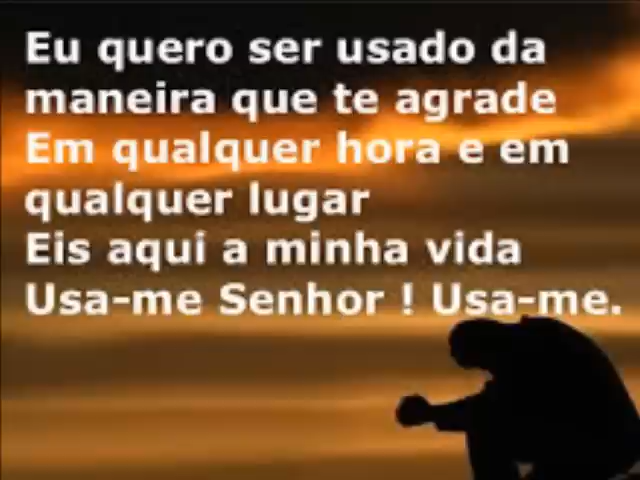 Eu quero ser usado da
maneira que te agrade
Em qualquer hora e em
qualquer lugar
Eis aqui a minha vida
Usa-me Senhor ! Usa-me.